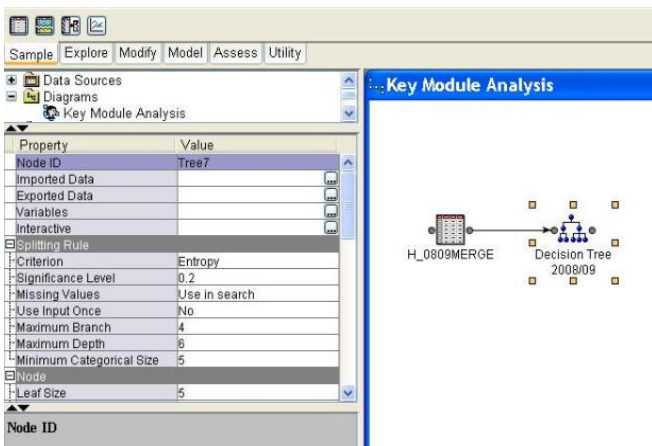 Sample Explore Modify Model Assess Utility
Data Sources
Diagrams
Key Module Analysis
Property Value
Node ID Tree7
Imported Data
Exported Data
Variables
Interactive
Splitting Rule
Criterion Entropy
Significance Level 0.2
Missing Values Use in search
Use Input Once No
Maximum Branch 4
Maximum Depth 6
Minimum Categorical Size 5
Node
Leaf Size 5
Node ID
Key Module Analysis
H_0809MERGE
Decision Tree
2008/09